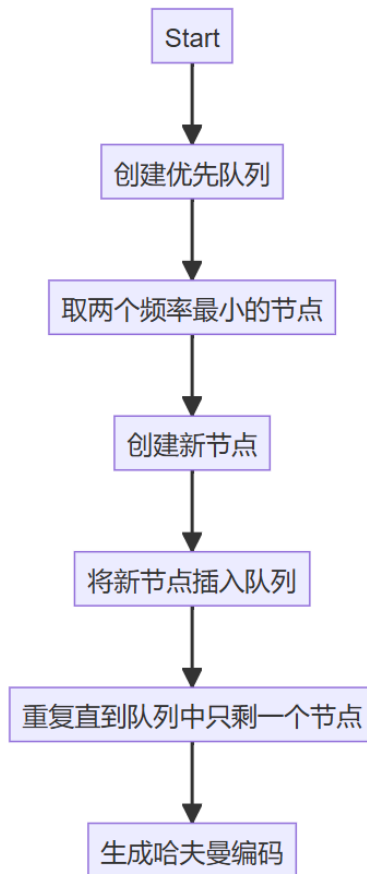 Start
创建优先队列
取两个频率最小的节点
创建新节点
将新节点插入队列
重复直到队列中只剩一个节点
生成哈夫曼编码